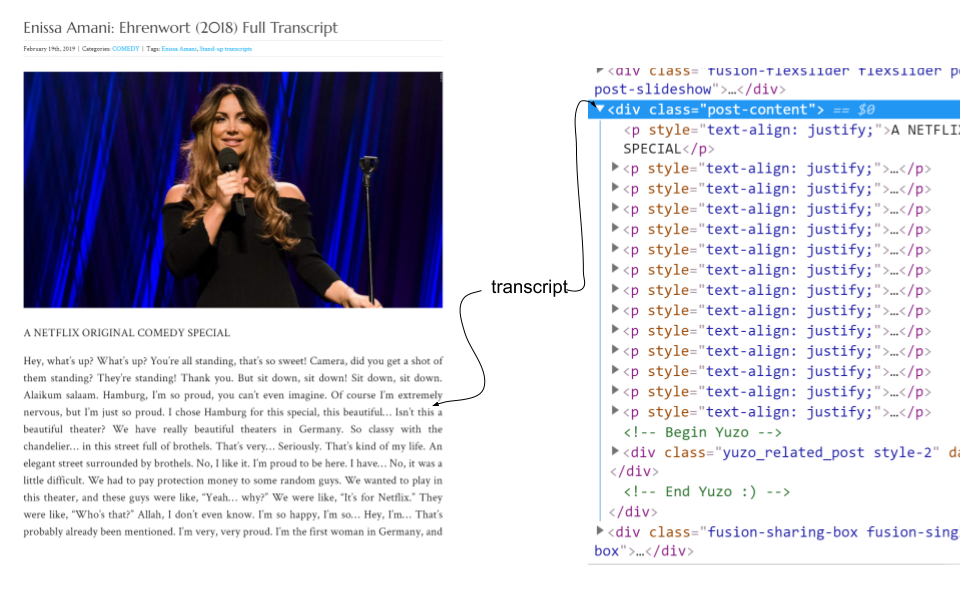 Enissa Amani: Ehrenwort (2018) Full Transcript
February 19th, 2019 | Categories: COMEDY | Tags: Enissa Amani, Stand-up transcripts
A NETFLIX ORIGINAL COMEDY SPECIAL
Hey, what's up? What's up? You're all standing, that's so sweet! Camera, did you get a shot of
them standing? They're standing! Thank you. But sit down, sit down! Sit down, sit down.
Alaikum salaam. Hamburg, I'm so proud, you can't even imagine. Of course I'm extremely
nervous, but I'm just so proud. I chose Hamburg for this special, this beautiful… Isn't this a
beautiful theater? We have really beautiful theaters in Germany. So classy with the
chandelier… in this street full of brothels. That's very… Seriously. That's kind of my life. An
elegant street surrounded by brothels. No, I like it. I'm proud to be here. I have… No, it was a
little difficult. We had to pay protection money to some random guys. We wanted to play in
this theater, and these guys were like, “Yeah… why?” We were like, “It's for Netflix.” They
were like, “Who's that?” Allah, I don't even know. I'm so happy, I'm so… Hey, I'm… That's
probably already been mentioned. I'm very, very proud. I'm the first woman in Germany, and
transcript
<div class="fusion-flexslider flexslider po
post-slideshow">…</div>
<div class="post-content"> == $0
<p style="text-align: justify;">A NETFLIX
SPECIAL</p>
<p style="text-align: justify;">…</p>
<p style="text-align: justify;">…</p>
<p style="text-align: justify;">…</p>
<p style="text-align: justify;">…</p>
<p style="text-align: justify;">…</p>
<p style="text-align: justify;">…</p>
<p style="text-align: justify;">…</p>
<p style="text-align: justify;">…</p>
<p style="text-align: justify;">…</p>
<p style="text-align: justify;">…</p>
<p style="text-align: justify;">…</p>
<p style="text-align: justify;">…</p>
<p style="text-align: justify;">…</p>
<!-- Begin Yuzo -->
<div class="yuzo_related_post style-2" da
</div>
<!-- End Yuzo :) -->
</div>
<div class="fusion-sharing-box fusion-sing
box">…</div>